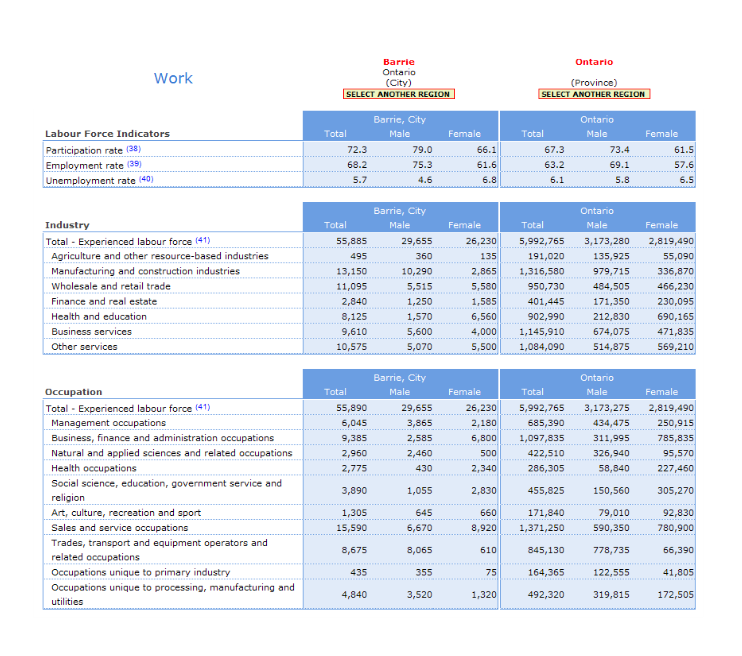 Work
Barrie
Ontario
(City)
SELECT ANOTHER REGION
Ontario
(Province)
SELECT ANOTHER REGION
Barrie, City Ontario
Labour Force Indicators Total Male Female Total Male Female
Participation rate (38) 72.3 79.0 66.1 67.3 73.4 61.5
Employment rate (39) 68.2 75.3 61.6 63.2 69.1 57.6
Unemployment rate (40) 5.7 4.6 6.8 6.1 5.8 6.5
Barrie, City Ontario
Industry Total Male Female Total Male Female
Total - Experienced labour force (41) 55,885 29,655 26,230 5,992,765 3,173,280 2,819,490
Agriculture and other resource-based industries 495 360 135 191,020 135,925 55,090
Manufacturing and construction industries 13,150 10,290 2,865 1,316,580 979,715 336,870
Wholesale and retail trade 11,095 5,515 5,580 950,730 484,505 466,230
Finance and real estate 2,840 1,250 1,585 401,445 171,350 230,095
Health and education 8,125 1,570 6,560 902,990 212,830 690,165
Business services 9,610 5,600 4,000 1,145,910 674,075 471,835
Other services 10,575 5,070 5,500 1,084,090 514,875 569,210
Barrie, City Ontario
Occupation Total Male Female Total Male Female
Total - Experienced labour force (41) 55,890 29,655 26,230 5,992,765 3,173,275 2,819,490
Management occupations 6,045 3,865 2,180 685,390 434,475 250,915
Business, finance and administration occupations 9,385 2,585 6,800 1,097,835 311,995 785,835
Natural and applied sciences and related occupations 2,960 2,460 500 422,510 326,940 95,570
Health occupations 2,775 430 2,340 286,305 58,840 227,460
Social science, education, government service and
religion 3,890 1,055 2,830 455,825 150,560 305,270
Art, culture, recreation and sport 1,305 645 660 171,840 79,010 92,830
Sales and service occupations 15,590 6,670 8,920 1,371,250 590,350 780,900
Trades, transport and equipment operators and
related occupations 8,675 8,065 610 845,130 778,735 66,390
Occupations unique to primary industry 435 355 75 164,365 122,555 41,805
Occupations unique to processing, manufacturing and
utilities 4,840 3,520 1,320 492,320 319,815 172,505